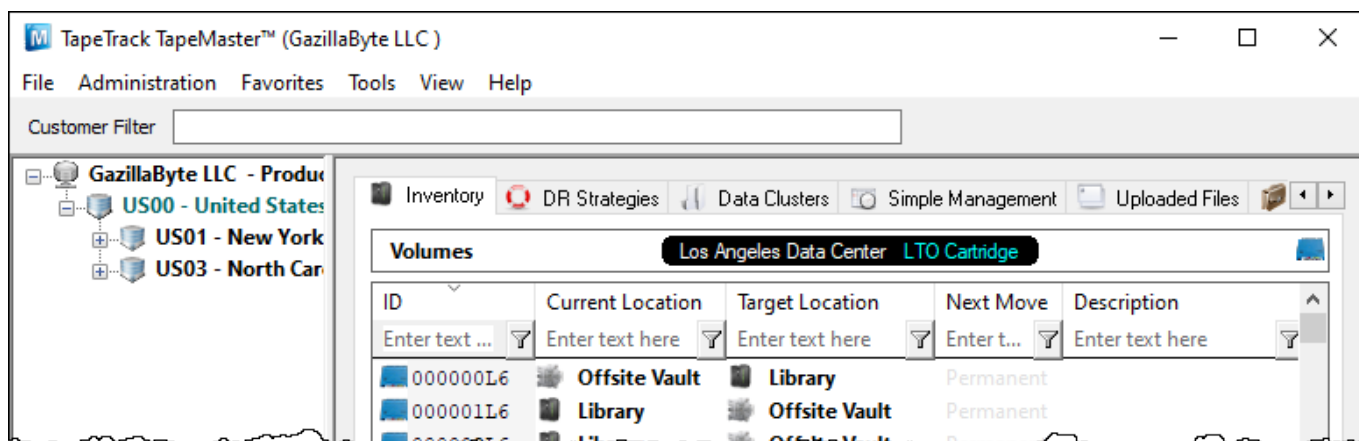 TapeTrack TapeMaster™ (GazillaByte LLC )
File Administration Favorites Tools View Help
Customer Filter
GazillaByte LLC - Produ
US00 - United States
US01 - New York
US03 - North Car
Inventory DR Strategies Data Clusters Simple Management Uploaded Files
Volumes Los Angeles Data Center LTO Cartridge
ID Current Location Target Location Next Move Description
Enter text ... Enter text here Enter text here Enter t... Enter text here
000000L6 Offsite Vault Library Permanent
000001L6 Library Offsite Vault Permanent